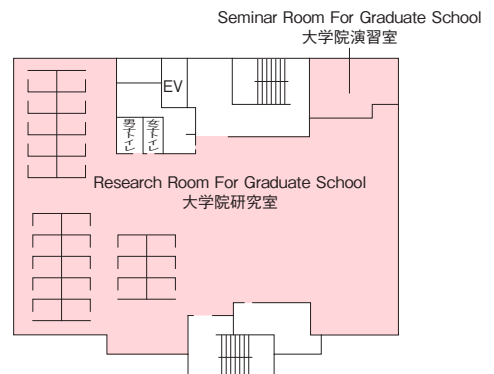 Seminar Room For Graduate School
大学院演習室
EV
男子トイレ
女子トイレ
Research Room For Graduate School
大学院研究室